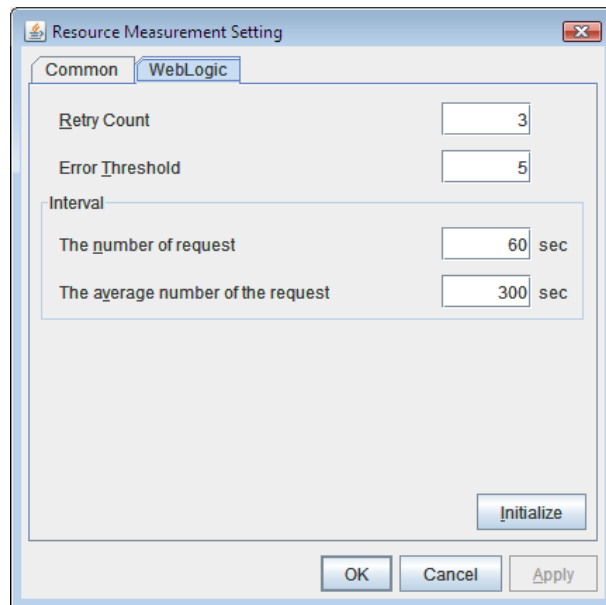 Resource Measurement Setting
Common WebLogic
Retry Count 3
Error Threshold 5
Interval
The number of request 60 sec
The average number of the request 300 sec
Initialize
OK Cancel Apply